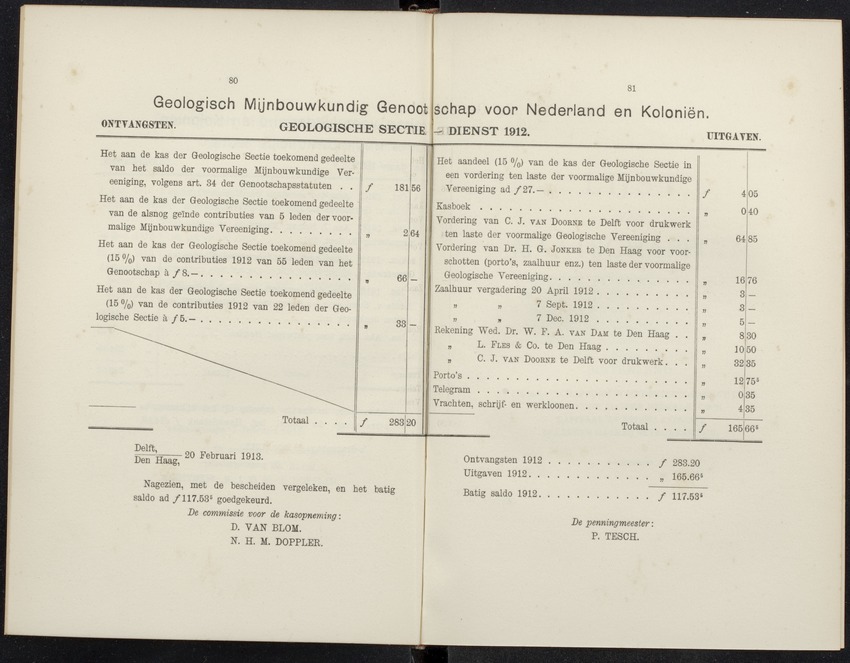 80
81
Geologisch Mijnbouwkundig Genootschap voor Nederland en Koloniën.
ONTVANGSTEN. GEOLOGISCHE SECTIE — DIENST 1912. UITGAVEN.
Het aan de kas der Geologische Sectie toekomend gedeelte
van het saldo der voormalige Mijnbouwkundige Ver-
eeniging, volgens art. 34 der Genootschapsstatuten . . f 181 56
Het aan de kas der Geologische Sectie toekomend gedeelte
van de alsnog geïnde contributies van 5 leden der voor-
malige Mijnbouwkundige Vereeniging. . . . . . . . . „ 2 64
Het aan de kas der Geologische Sectie toekomend gedeelte
(15 %) van de contributies 1912 van 55 leden van het
Genootschap à f 8.— . . . . . . . . . . . . . . . . „ 66 —
Het aan de kas der Geologische Sectie toekomend gedeelte
(15 %) van de contributies 1912 van 22 leden der Geo-
logische Sectie à f 5.— . . . . . . . . . . . . . . . . „ 33 —
Totaal . . . . f 283 20
Delft,
Den Haag, 20 Februari 1913.
Nagezien, met de bescheiden vergeleken, en het batig
saldo ad f 117.53⁵ goedgekeurd.
De commissie voor de kasopneming:
D. VAN BLOM.
N. H. M. DOPPLER.
Het aandeel (15 %) van de kas der Geologische Sectie in
een vordering ten laste der voormalige Mijnbouwkundige
Vereeniging ad f 27.— . . . . . . . . . . . . . . . . f 4 05
Kasboek . . . . . . . . . . . . . . . . . . . . . . . „ 0 40
Vordering van C. J. VAN DOORNE te Delft voor drukwerk
ten laste der voormalige Geologische Vereeniging . . . „ 64 85
Vordering van Dr. H. G. JONKER te Den Haag voor voor-
schotten (porto's, zaalhuur enz.) ten laste der voormalige
Geologische Vereeniging. . . . . . . . . . . . . . . . „ 16 76
Zaalhuur vergadering 20 April 1912 . . . . . . . . . . . „ 3 —
„ „ 7 Sept. 1912 . . . . . . . . . . . „ 3 —
„ „ 7 Dec. 1912 . . . . . . . . . . . „ 5 —
Rekening Wed. Dr. W. F. A. VAN DAM te Den Haag . . „ 8 30
„ L. FLES & Co. te Den Haag . . . . . . . . . „ 10 50
„ C. J. VAN DOORNE te Delft voor drukwerk . . . „ 32 35
Porto's . . . . . . . . . . . . . . . . . . . . . . . . „ 12 75⁵
Telegram . . . . . . . . . . . . . . . . . . . . . . . „ 0 35
Vrachten, schrijf- en werkloonen. . . . . . . . . . . . . „ 4 35
Totaal . . . . f 165 66⁵
Ontvangsten 1912 . . . . . . . . . . . f 283.20
Uitgaven 1912. . . . . . . . . . . . . „ 165.66⁵
Batig saldo 1912. . . . . . . . . . . . f 117.53⁵
De penningmeester:
P. TESCH.